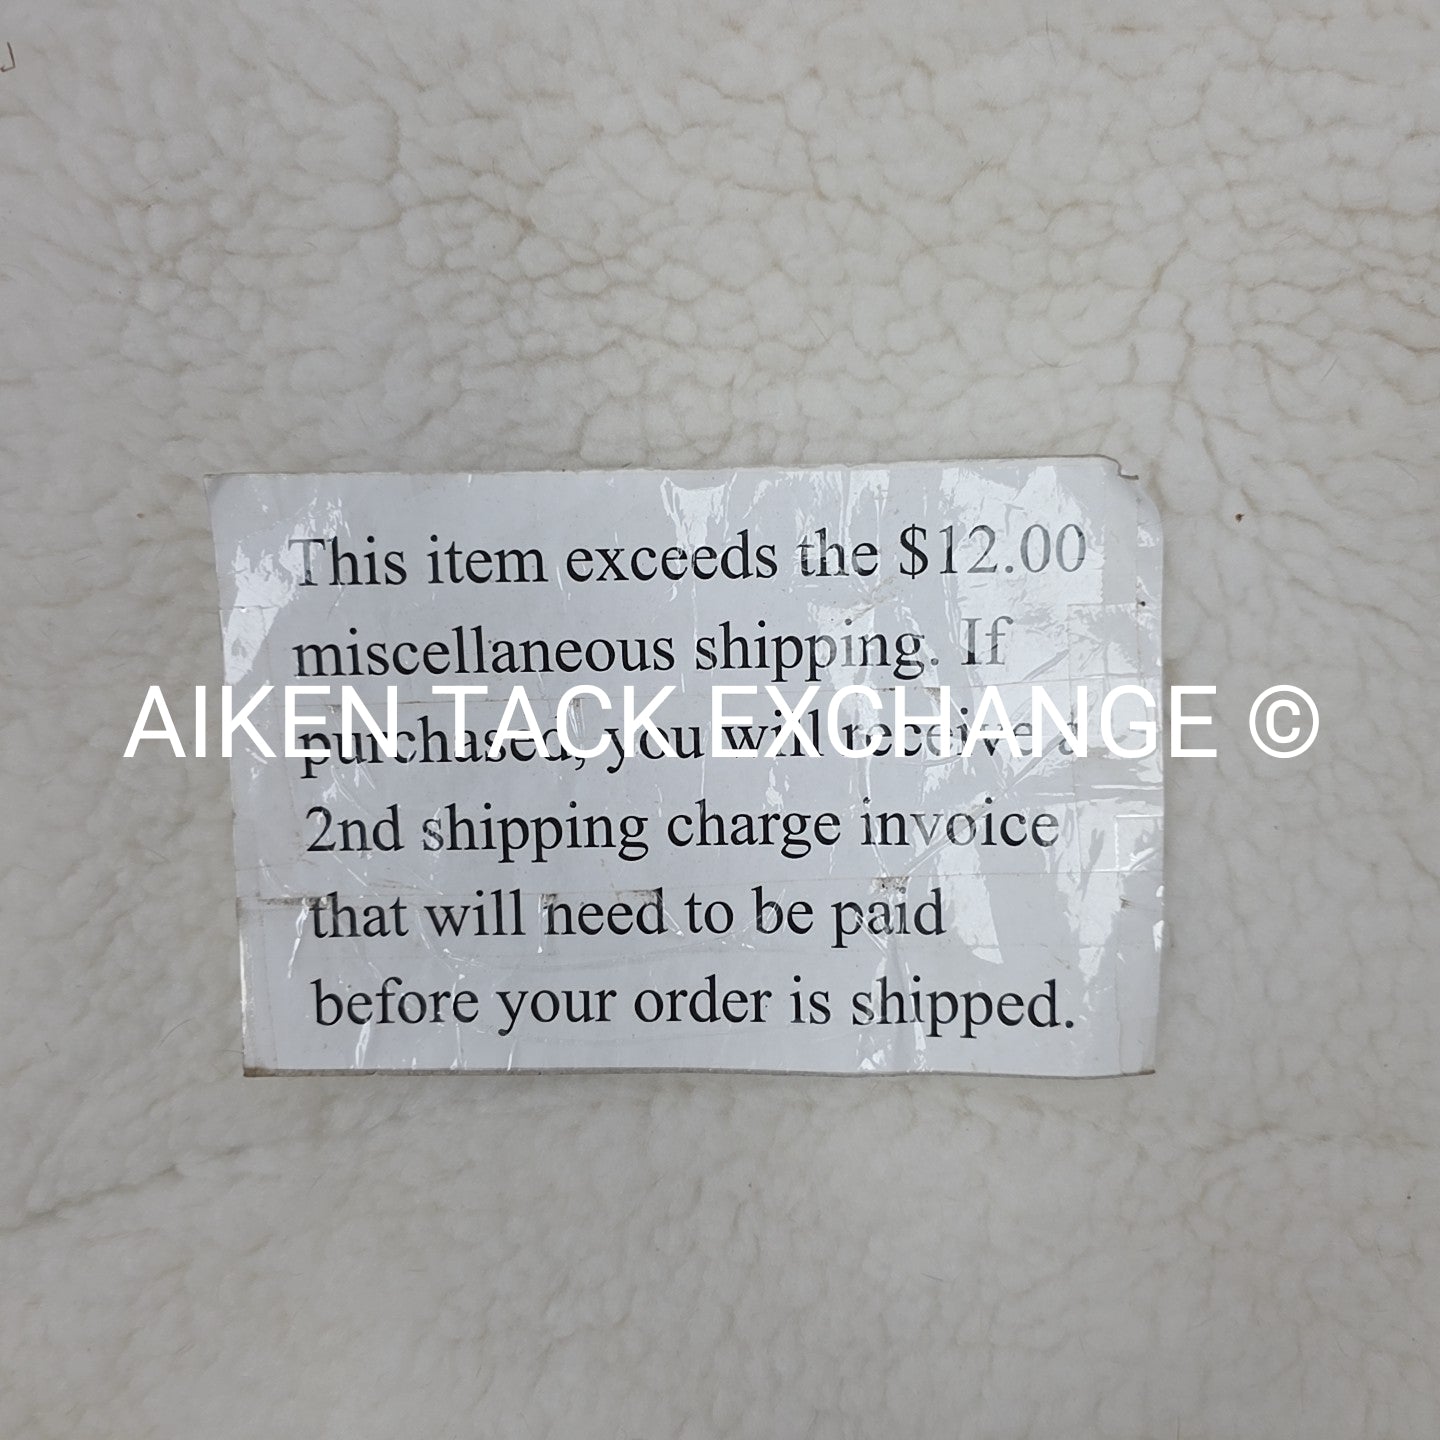 This item exceeds the $12.00
miscellaneous shipping. If
AIKEN TACK EXCHANGE ©
purchased, you will receive a
2nd shipping charge invoice
that will need to be paid
before your order is shipped.